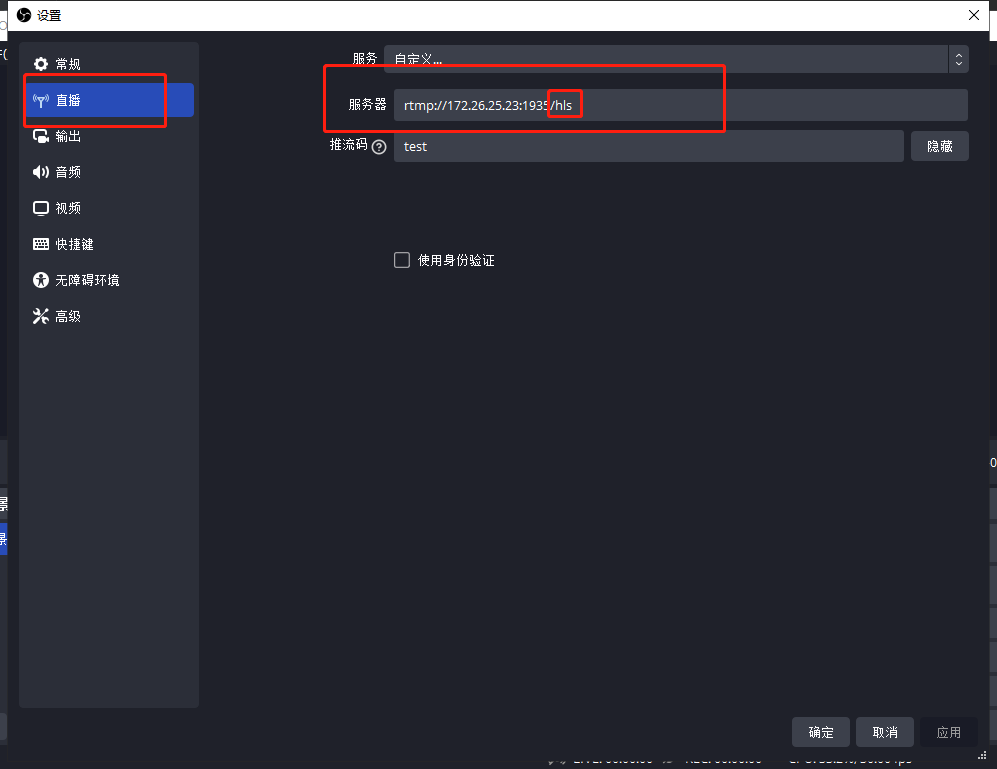 设置
常规
直播
输出
音频
视频
快捷键
无障碍环境
高级
服务 自定义...
服务器 rtmp://172.26.25.23:1935/hls
推流码 ? test 隐藏
使用身份验证
确定 取消 应用